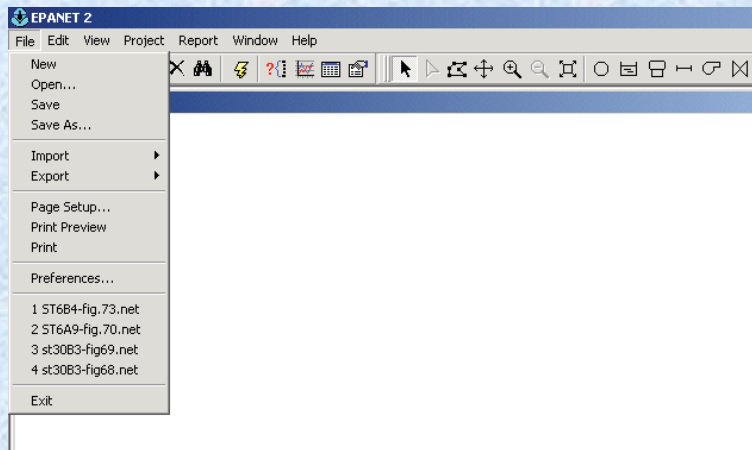 EPANET 2
File Edit View Project Report Window Help
New
Open...
Save
Save As...
Import
Export
Page Setup...
Print Preview
Print
Preferences...
1 ST6B4-fig.73.net
2 ST6A9-fig.70.net
3 st30B3-fig69.net
4 st30B3-fig68.net
Exit